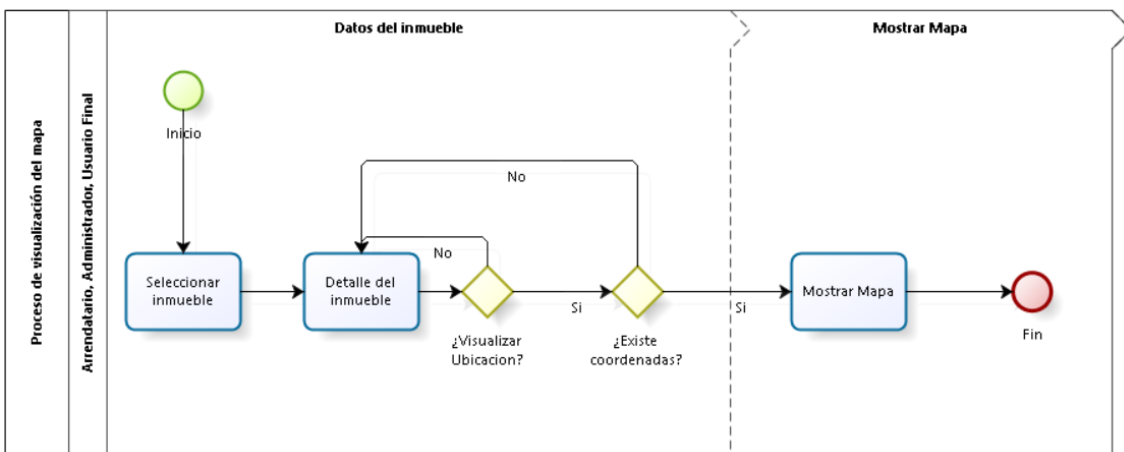 Proceso de visualización del mapa
Arrendatario, Administrador, Usuario Final
Datos del inmueble
Mostrar Mapa
Inicio
No
No
Seleccionar
inmueble
Detalle del
inmueble
Si
Si
Mostrar Mapa
¿Visualizar
Ubicacion?
¿Existe
coordenadas?
Fin